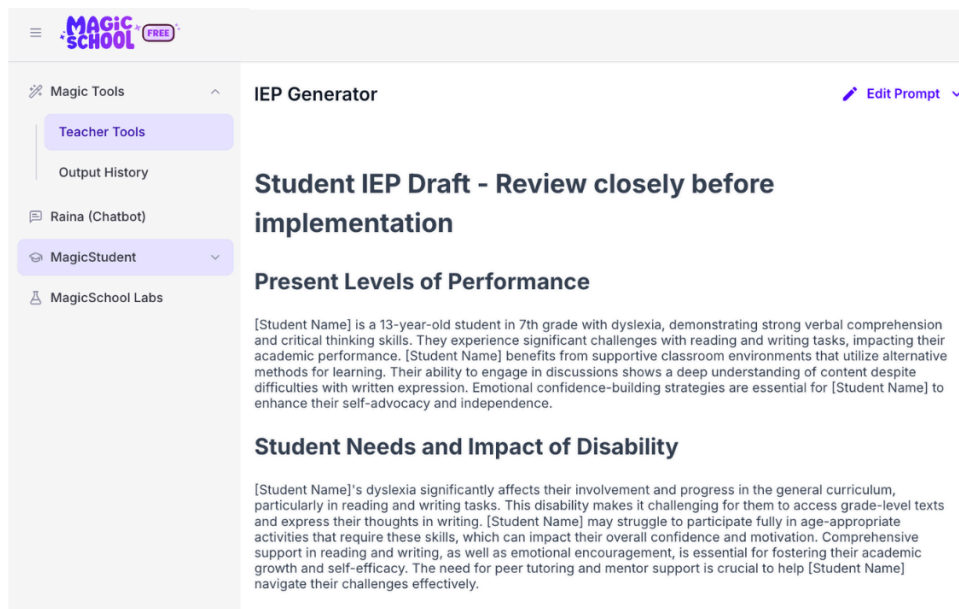 MAGIC
SCHOOL
FREE
Magic Tools
Teacher Tools
Output History
Raina (Chatbot)
MagicStudent
MagicSchool Labs
IEP Generator
Edit Prompt
Student IEP Draft - Review closely before
implementation
Present Levels of Performance
[Student Name] is a 13-year-old student in 7th grade with dyslexia, demonstrating strong verbal comprehension
and critical thinking skills. They experience significant challenges with reading and writing tasks, impacting their
academic performance. [Student Name] benefits from supportive classroom environments that utilize alternative
methods for learning. Their ability to engage in discussions shows a deep understanding of content despite
difficulties with written expression. Emotional confidence-building strategies are essential for [Student Name] to
enhance their self-advocacy and independence.
Student Needs and Impact of Disability
[Student Name]'s dyslexia significantly affects their involvement and progress in the general curriculum,
particularly in reading and writing tasks. This disability makes it challenging for them to access grade-level texts
and express their thoughts in writing. [Student Name] may struggle to participate fully in age-appropriate
activities that require these skills, which can impact their overall confidence and motivation. Comprehensive
support in reading and writing, as well as emotional encouragement, is essential for fostering their academic
growth and self-efficacy. The need for peer tutoring and mentor support is crucial to help [Student Name]
navigate their challenges effectively.